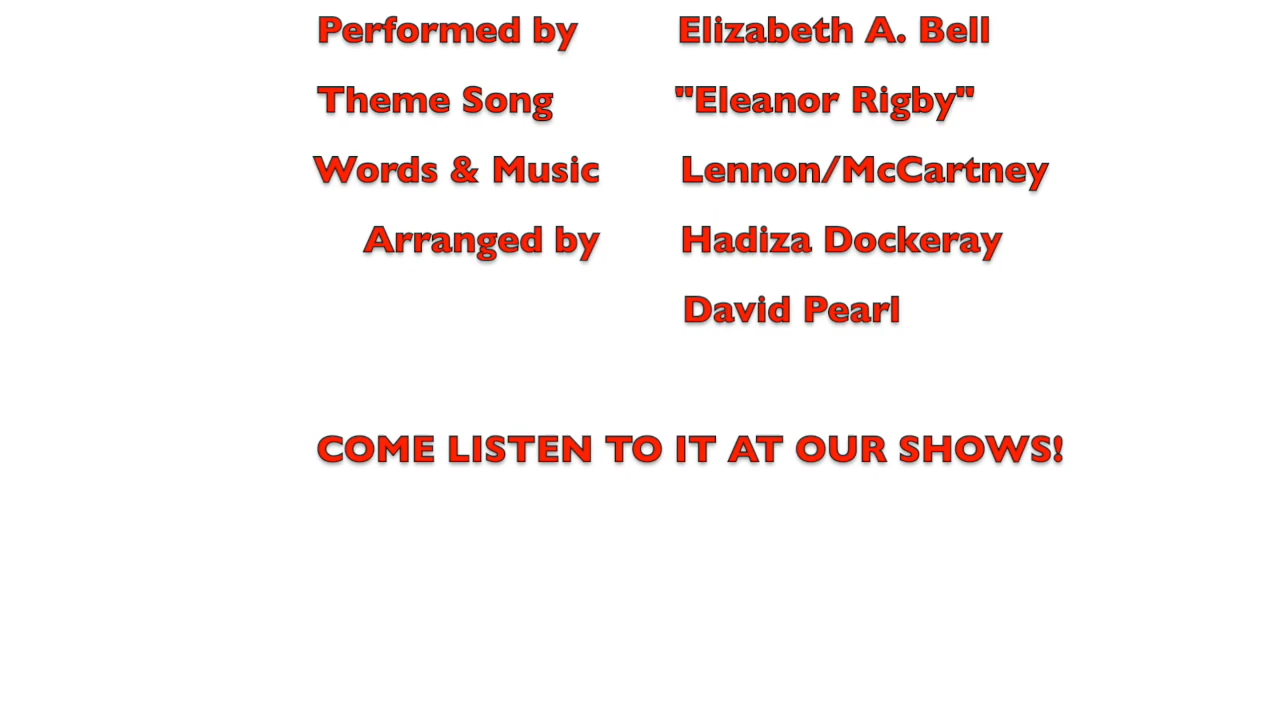 Performed by Elizabeth A. Bell
Theme Song "Eleanor Rigby"
Words & Music Lennon/McCartney
Arranged by Hadiza Dockeray
David Pearl
COME LISTEN TO IT AT OUR SHOWS!